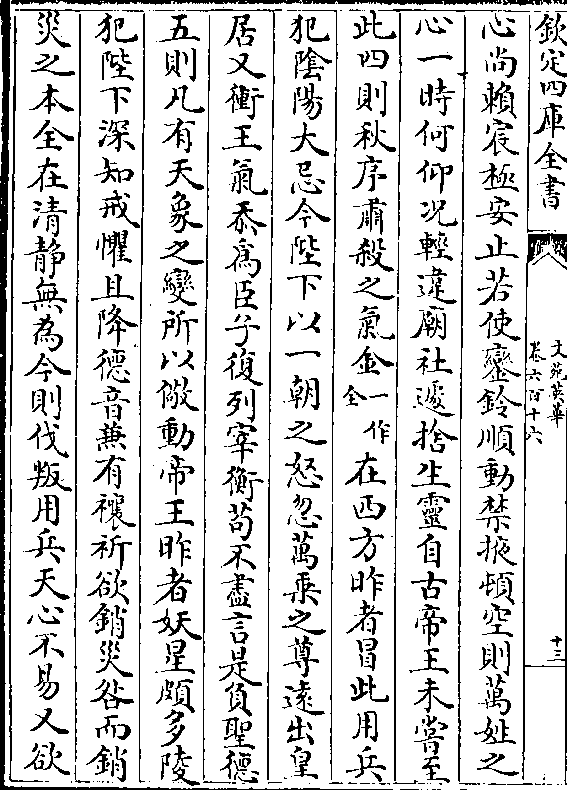 欽定四庫全書
文苑英華
卷六百十六
十三
心尚賴宸極安止若使鑾鈴順動禁掖頓空則萬姓之
心一時何仰況輕違廟社遽捨生靈自古帝王未嘗至
此四則秋序肅殺之氣金一作全在西方昨者冒此用兵
犯陰陽大忌今陛下以一朝之怒忽萬乘之尊遠出皇
居又衝王氣忝為臣子復列宰衡苟不盡言是負聖德
五則凡有天象之變所以儆動帝王昨者妖星頗多陵
犯陛下深知戒懼且降德音蕪有禳祈欲銷災咎而銷
災之本全在清静無為今則伐叛用兵天心不易又欲